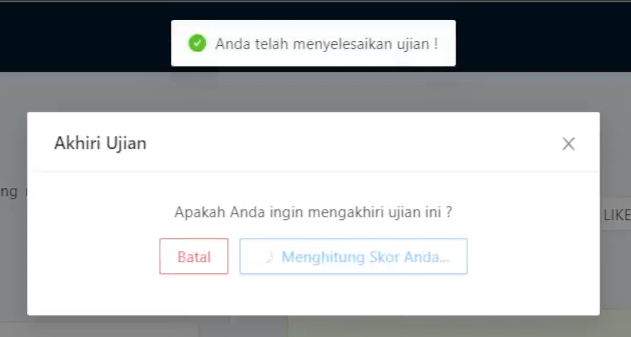 Anda telah menyelesaikan ujian !
Akhiri Ujian
ng
Apakah Anda ingin mengakhiri ujian ini ?
LIKE
Batal
Menghitung Skor Anda...